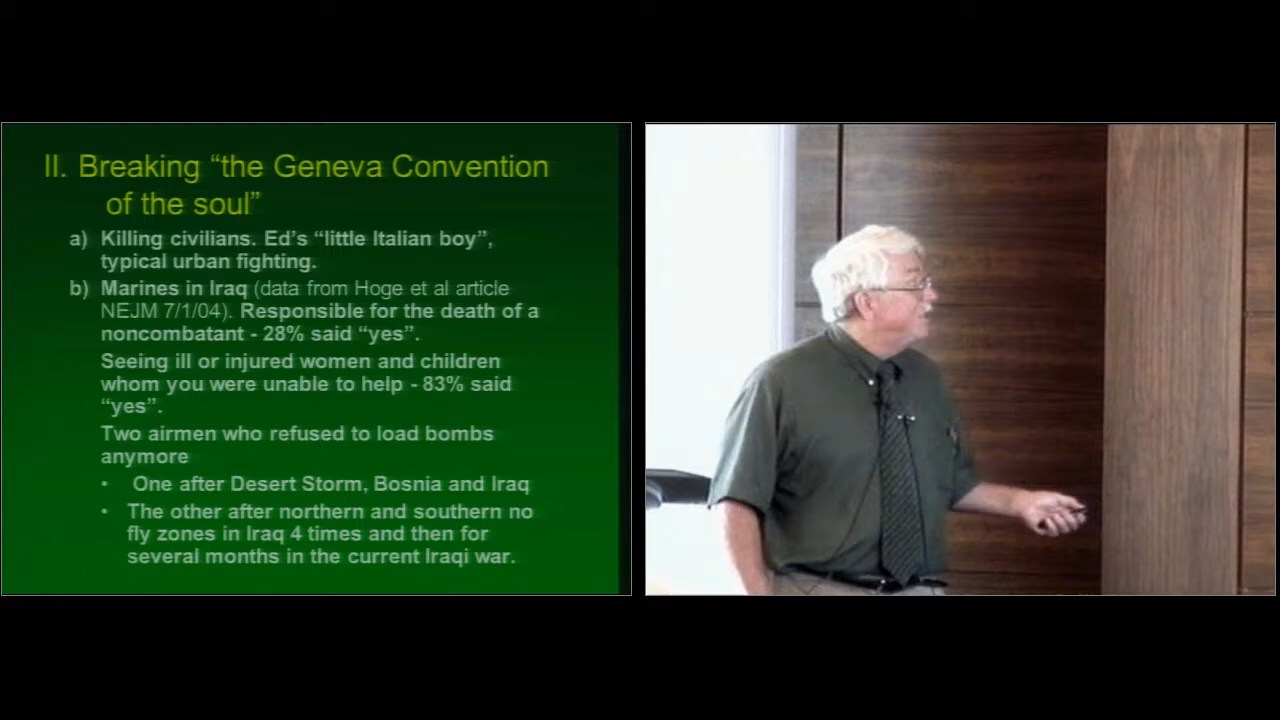 II. Breaking “the Geneva Convention
of the soul”
a) Killing civilians. Ed’s “little Italian boy”,
typical urban fighting.
b) Marines in Iraq (data from Hoge et al article
NEJM 7/1/04). Responsible for the death of a
noncombatant - 28% said “yes”.
Seeing ill or injured women and children
whom you were unable to help - 83% said
“yes”.
Two airmen who refused to load bombs
anymore
• One after Desert Storm, Bosnia and Iraq
• The other after northern and southern no
fly zones in Iraq 4 times and then for
several months in the current Iraqi war.